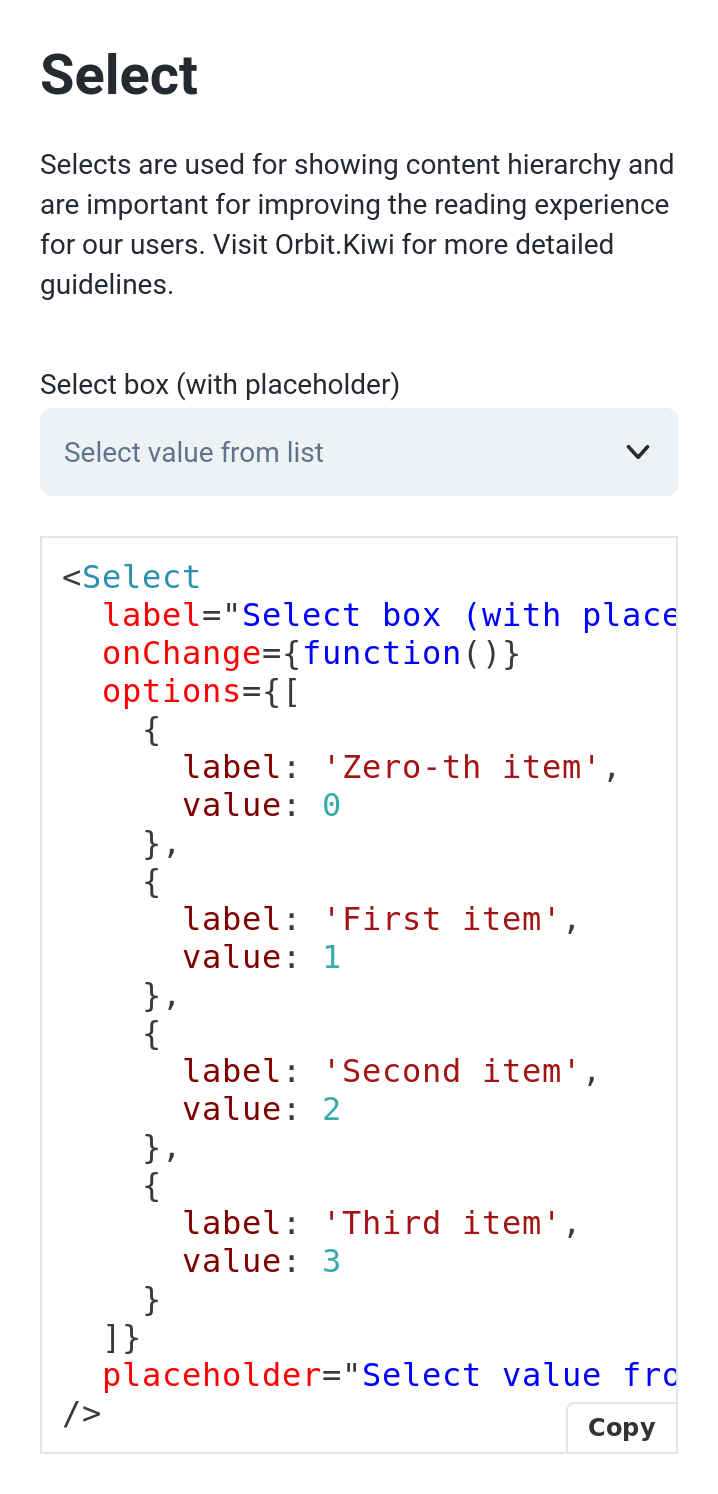 Select
Selects are used for showing content hierarchy and
are important for improving the reading experience
for our users. Visit Orbit.Kiwi for more detailed
guidelines.
Select box (with placeholder)
Select value from list
<Select
  label="Select box (with place
  onChange={function()}
  options={[
    {
      label: 'Zero-th item',
      value: 0
    },
    {
      label: 'First item',
      value: 1
    },
    {
      label: 'Second item',
      value: 2
    },
    {
      label: 'Third item',
      value: 3
    }
  ]}
  placeholder="Select value fro
/>
Copy